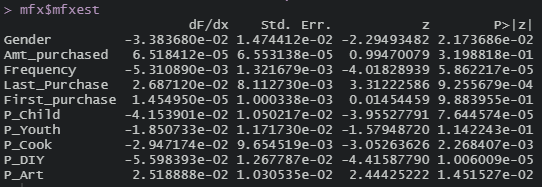 > mfx$mfxest
dF/dx Std. Err. z P>|z|
Gender -3.383680e-02 1.474412e-02 -2.29493482 2.173686e-02
Amt_purchased 6.518412e-05 6.553138e-05 0.99470079 3.198818e-01
Frequency -5.310890e-03 1.321679e-03 -4.01828939 5.862217e-05
Last_Purchase 2.687120e-02 8.112730e-03 3.31222586 9.255679e-04
First_purchase 1.454950e-05 1.000338e-03 0.01454459 9.883955e-01
P_Child -4.153901e-02 1.050217e-02 -3.95527791 7.644574e-05
P_Youth -1.850733e-02 1.171730e-02 -1.57948720 1.142243e-01
P_Cook -2.947174e-02 9.654519e-03 -3.05263626 2.268407e-03
P_DIY -5.598393e-02 1.267787e-02 -4.41587790 1.006009e-05
P_Art 2.518888e-02 1.030535e-02 2.44425222 1.451527e-02